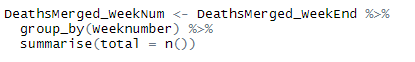 DeathsMerged_WeekNum <- DeathsMerged_WeekEnd %>%
  group_by(Weeknumber) %>%
  summarise(total = n())